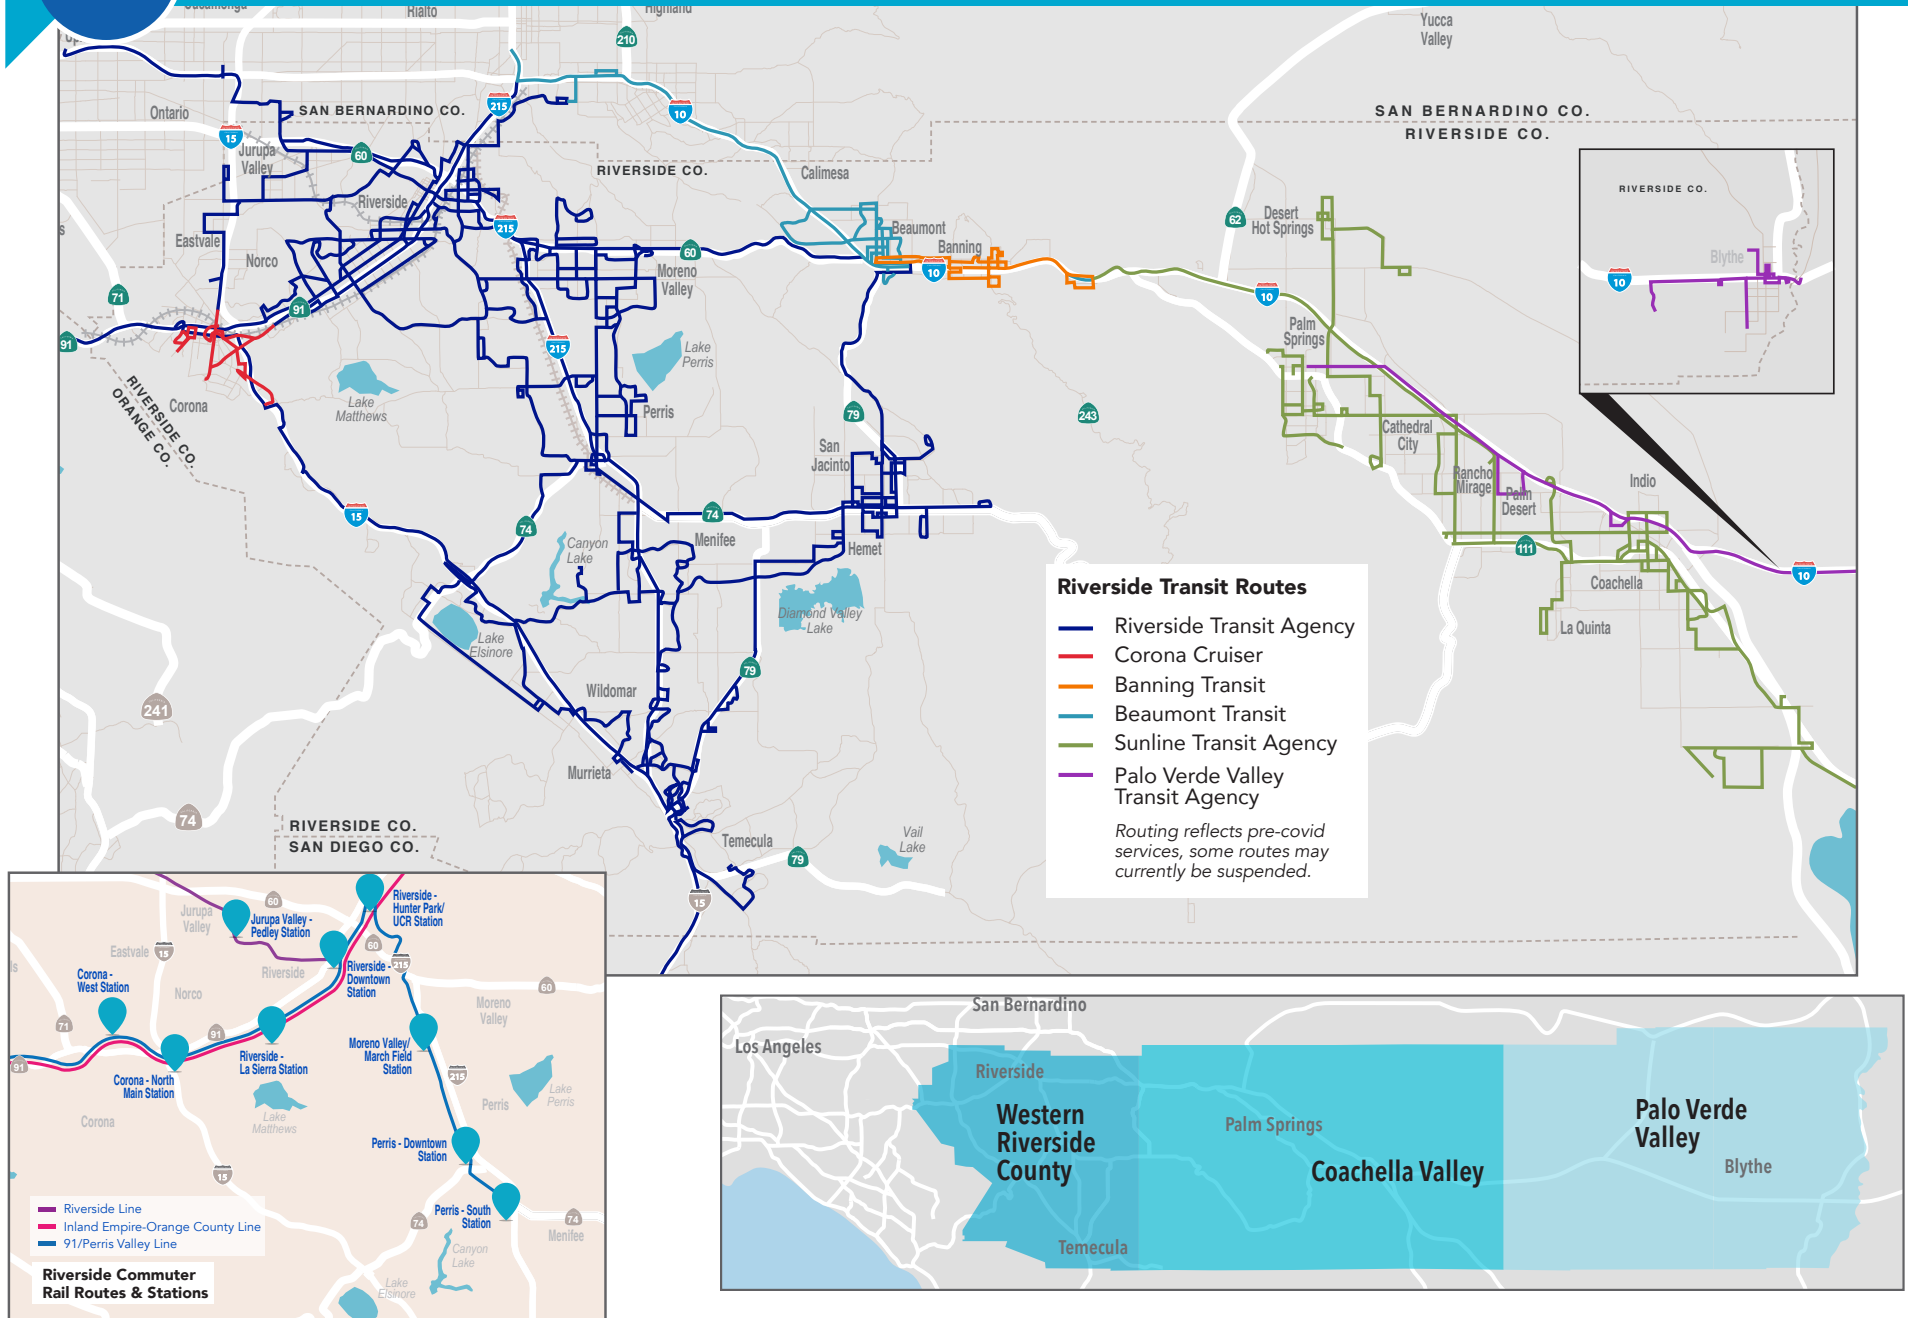 Rialto
Highland
210
Yucca
Valley
Ontario
SAN BERNARDINO CO.
215
10
SAN BERNARDINO CO.
RIVERSIDE CO.
15
Jurupa
Valley
60
RIVERSIDE CO.
Calimesa
RIVERSIDE CO.
Riverside
215
62
Desert
Hot Springs
Eastvale
Beaumont
Norco
60
Moreno
Valley
Banning
10
Blythe
10
71
91
10
91
215
Palm
Springs
Lake
Perris
RIVERSIDE CO.
ORANGE CO.
Lake
Matthews
Corona
Perris
79
243
Cathedral
City
San
Jacinto
Rancho
Mirage
Palm
Desert
Indio
15
74
74
Menifee
Canyon
Lake
Hemet
111
10
Coachella
Lake
Elsinore
Diamond Valley
Lake
La Quinta
79
Wildomar
241
Murrieta
74
RIVERSIDE CO.
SAN DIEGO CO.
Temecula
79
Vail
Lake
15
Riverside Transit Routes
Riverside Transit Agency
Corona Cruiser
Banning Transit
Beaumont Transit
Sunline Transit Agency
Palo Verde Valley
Transit Agency
Routing reflects pre-covid
services, some routes may
currently be suspended.
60
Riverside -
Hunter Park/
UCR Station
Jurupa
Valley
Jurupa Valley -
Pedley Station
Eastvale
15
60
215
Riverside
Riverside -
Downtown
Station
Corona -
West Station
Norco
60
Moreno
Valley
71
91
91
Riverside -
La Sierra Station
Moreno Valley/
March Field
Station
Corona - North
Main Station
215
Lake
Perris
Perris
Lake
Matthews
Corona
Perris - Downtown
Station
15
Perris - South
Station
74
74
Menifee
Canyon
Lake
Lake
Elsinore
Riverside Line
Inland Empire-Orange County Line
91/Perris Valley Line
Riverside Commuter
Rail Routes & Stations
San Bernardino
Los Angeles
Riverside
Western
Riverside
County
Palm Springs
Coachella Valley
Palo Verde
Valley
Blythe
Temecula